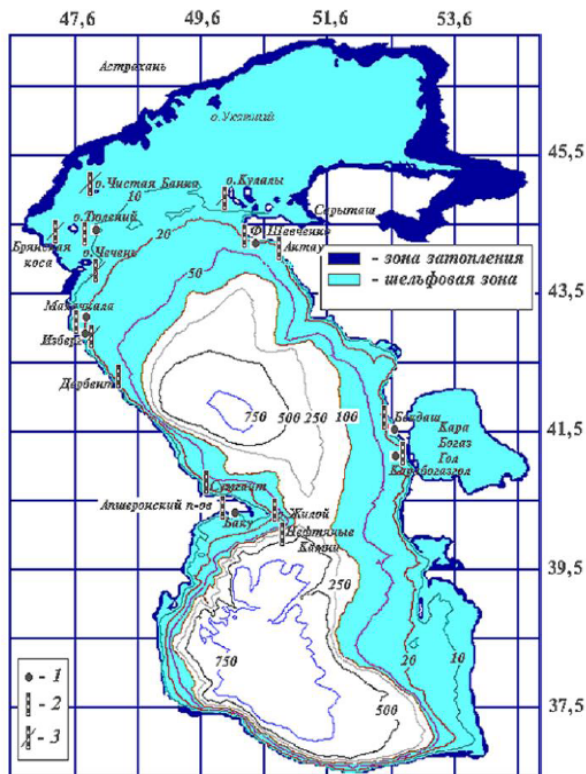 47,6 49,6 51,6 53,6
Астрахань
о.Укатный
45,5
о.Чистая Банка
о.Кулалы
10
Сарыташ
о.Тюлений
Ф. Шевченко
Брянская
коса
20
Актау
о.Чечень
- зона затопления
- шельфовая зона
50
43,5
Махачкала
Избербаш
Дербент
750 500 250 100
Бекдаш
Кара
Богаз
Гол
41,5
Карабогазгол
Сумгаит
Апшеронский п-ов
о. Жилой
Баку
Нефтяные
Камни
39,5
250
750
20
10
- 1
- 2
- 3
500
37,5